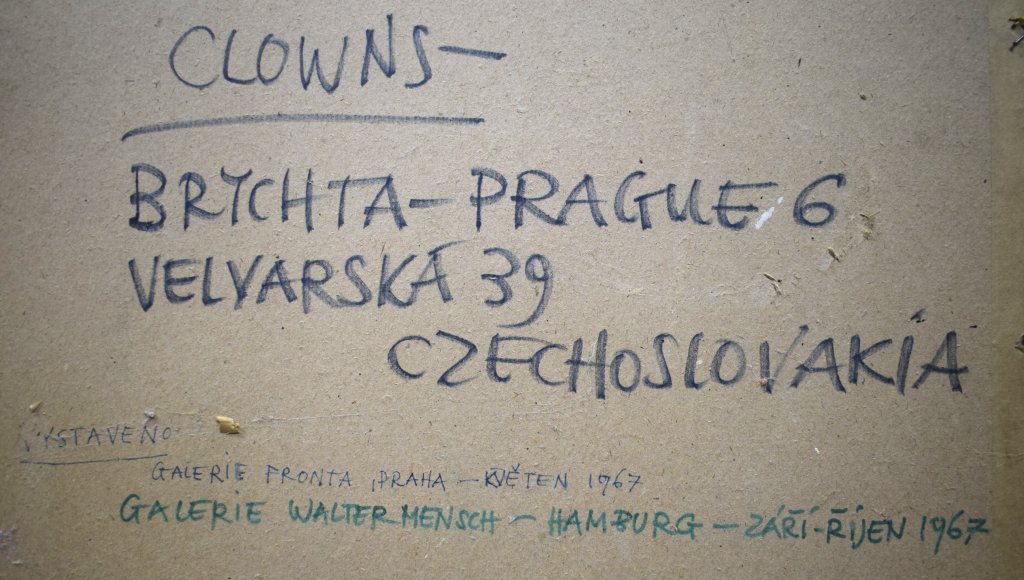 CLOWNS—
BRYCHTA—PRAGUE 6
VELVARSKÁ 39
CZECHOSLOVAKIA
VYSTAVENO
GALERIE FRONTA, PRAHA — KVĚTEN 1967
GALERIE WALTER MENSCH — HAMBURG — ZÁŘÍ-ŘÍJEN 1967